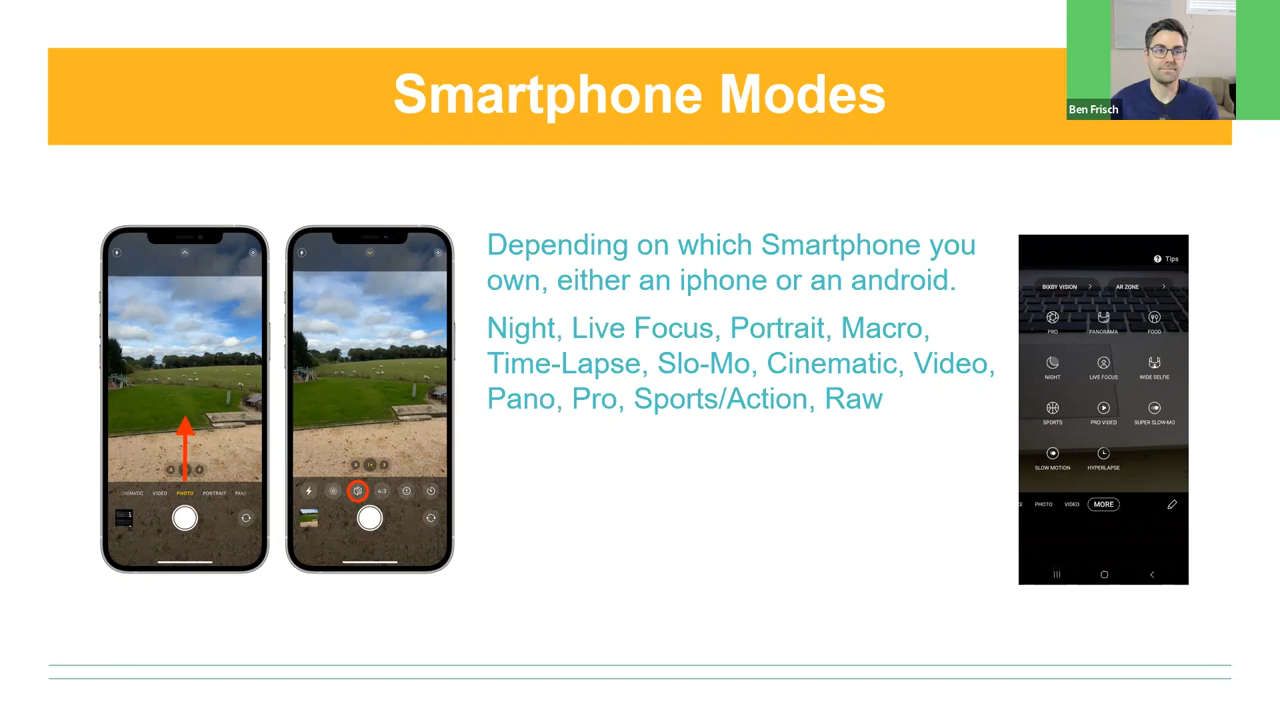 Smartphone Modes
Ben Frisch
Depending on which Smartphone you
own, either an iphone or an android.
Night, Live Focus, Portrait, Macro,
Time-Lapse, Slo-Mo, Cinematic, Video,
Pano, Pro, Sports/Action, Raw
VIDEO PHOTO PORTRAIT
4:3
Tips
BIXBY VISION AR ZONE
PRO PANORAMA FOOD
NIGHT LIVE FOCUS WIDE SELFIE
SPORTS PRO VIDEO SUPER SLOW-MO
SLOW MOTION HYPERLAPSE
PHOTO VIDEO MORE